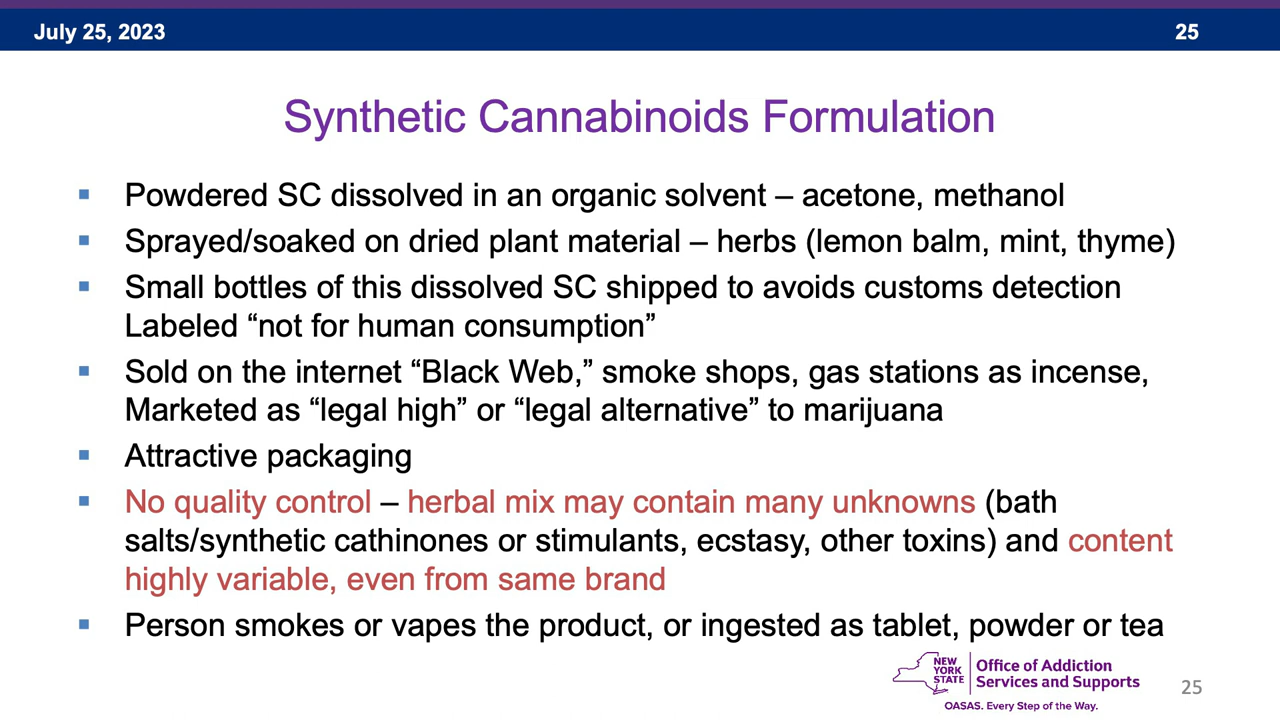 July 25, 2023
25
Synthetic Cannabinoids Formulation
▪ Powdered SC dissolved in an organic solvent – acetone, methanol
▪ Sprayed/soaked on dried plant material – herbs (lemon balm, mint, thyme)
▪ Small bottles of this dissolved SC shipped to avoids customs detection
Labeled “not for human consumption”
▪ Sold on the internet “Black Web,” smoke shops, gas stations as incense,
Marketed as “legal high” or “legal alternative” to marijuana
▪ Attractive packaging
▪ No quality control – herbal mix may contain many unknowns (bath
salts/synthetic cathinones or stimulants, ecstasy, other toxins) and content
highly variable, even from same brand
▪ Person smokes or vapes the product, or ingested as tablet, powder or tea
NEW
YORK
STATE
Office of Addiction
Services and Supports
OASAS. Every Step of the Way.
25